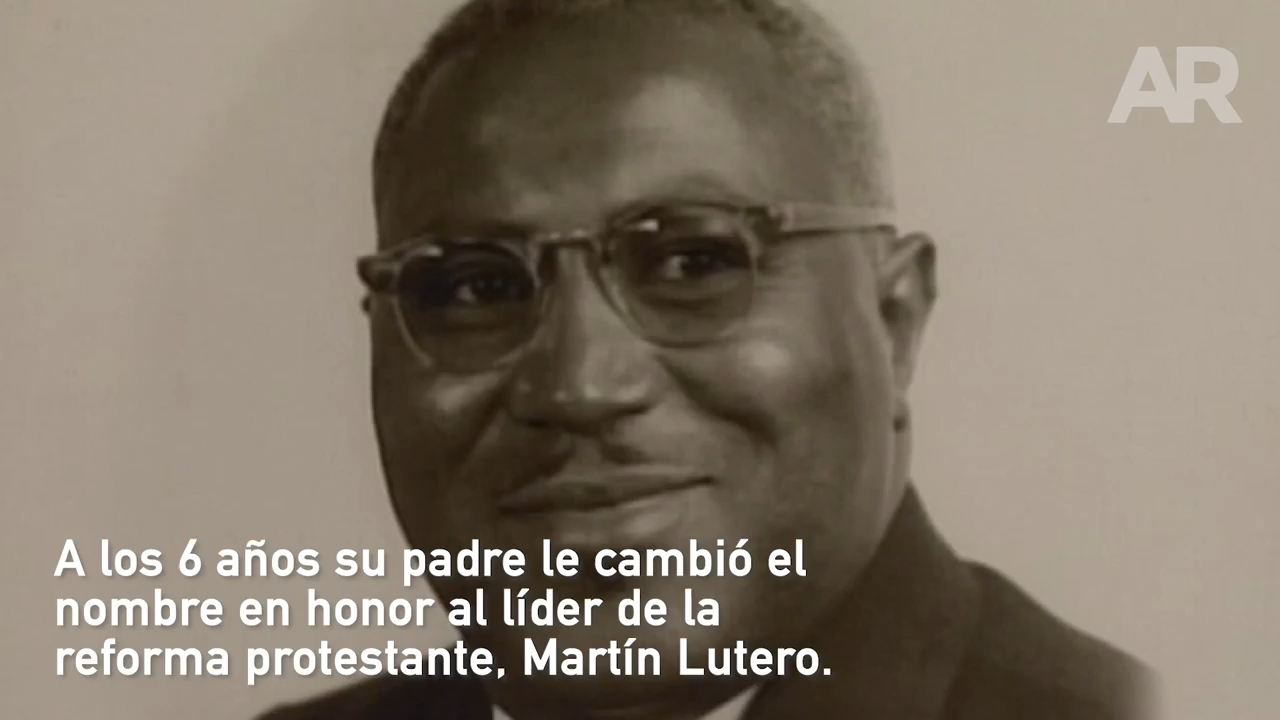 AR
A los 6 años su padre le cambió el
nombre en honor al líder de la
reforma protestante, Martín Lutero.